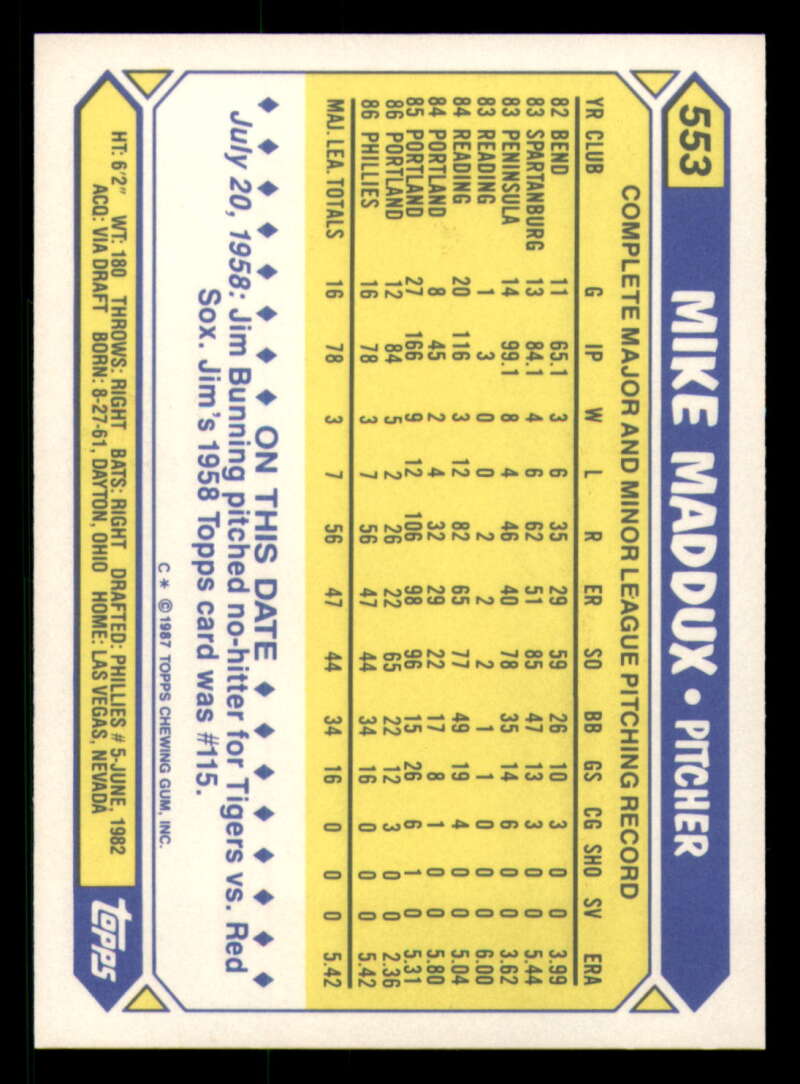 553
MIKE MADDUX • PITCHER
COMPLETE MAJOR AND MINOR LEAGUE PITCHING RECORD
YR CLUB G IP W L R ER SO BB GS CG SHO SV ERA
82 BEND 11 65.1 3 6 35 29 59 26 10 3 0 0 3.99
83 SPARTANBURG 13 84.1 4 6 62 51 85 47 13 3 0 0 5.44
83 PENINSULA 14 99.1 8 4 46 40 78 35 14 6 0 0 3.62
83 READING 1 3 0 0 2 2 2 1 1 0 0 0 6.00
84 READING 20 116 3 12 82 65 77 49 19 4 0 0 5.04
84 PORTLAND 8 45 2 4 32 29 22 17 8 1 0 0 5.80
85 PORTLAND 27 166 9 12 106 98 96 15 26 6 1 0 5.31
86 PORTLAND 12 84 5 2 26 22 65 22 12 3 0 0 2.36
86 PHILLIES 16 78 3 7 56 47 44 34 16 0 0 0 5.42
MAJ. LEA. TOTALS 16 78 3 7 56 47 44 34 16 0 0 0 5.42
ON THIS DATE
July 20, 1958: Jim Bunning pitched no-hitter for Tigers vs. Red
Sox. Jim's 1958 Topps card was #115.
C * ©1987 TOPPS CHEWING GUM, INC.
HT: 6'2" WT: 180 THROWS: RIGHT BATS: RIGHT DRAFTED: PHILLIES # 5-JUNE, 1982
ACQ: VIA DRAFT BORN: 8-27-61, DAYTON, OHIO HOME: LAS VEGAS, NEVADA
topps